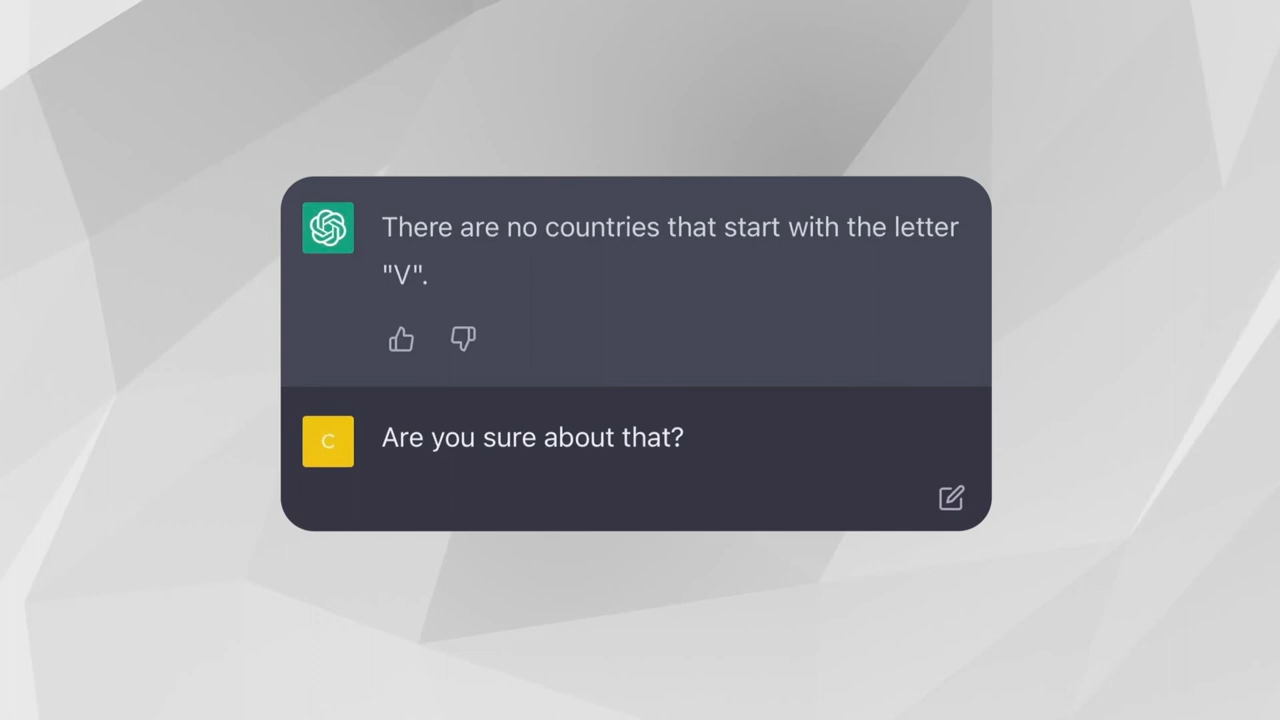 There are no countries that start with the letter
"V".
C
Are you sure about that?